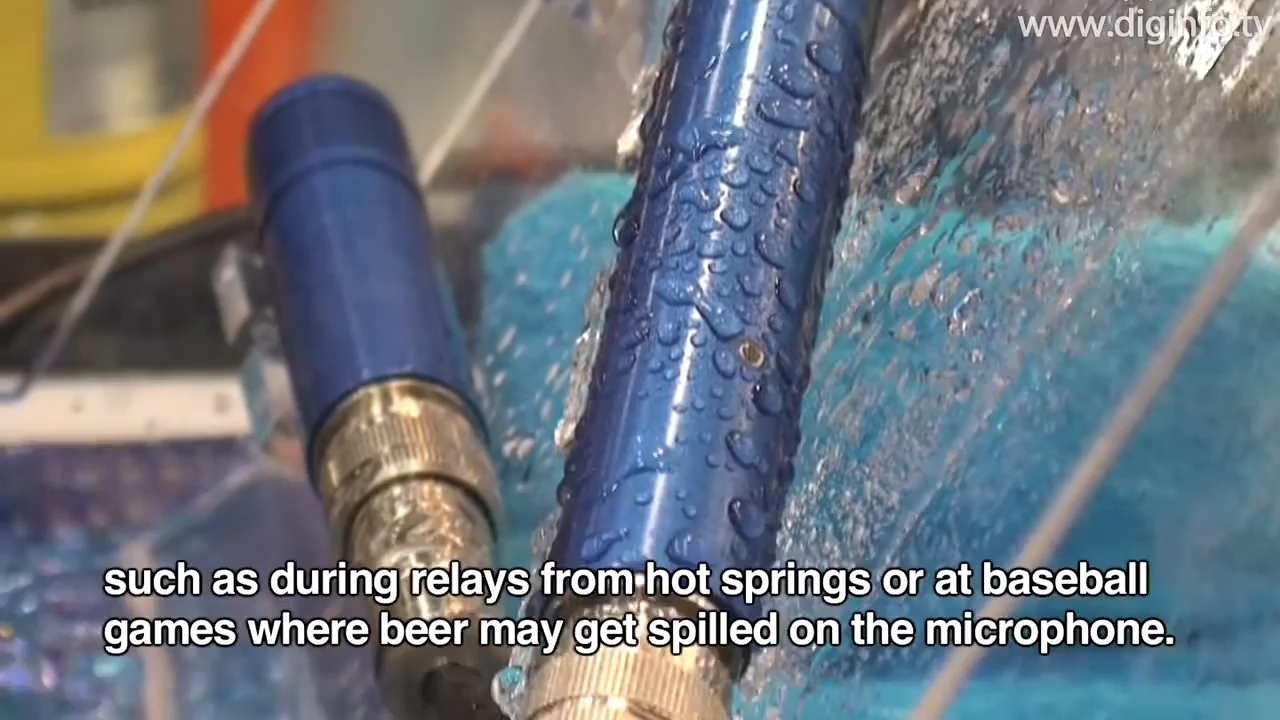 www.diginfo.tv
such as during relays from hot springs or at baseball
games where beer may get spilled on the microphone.